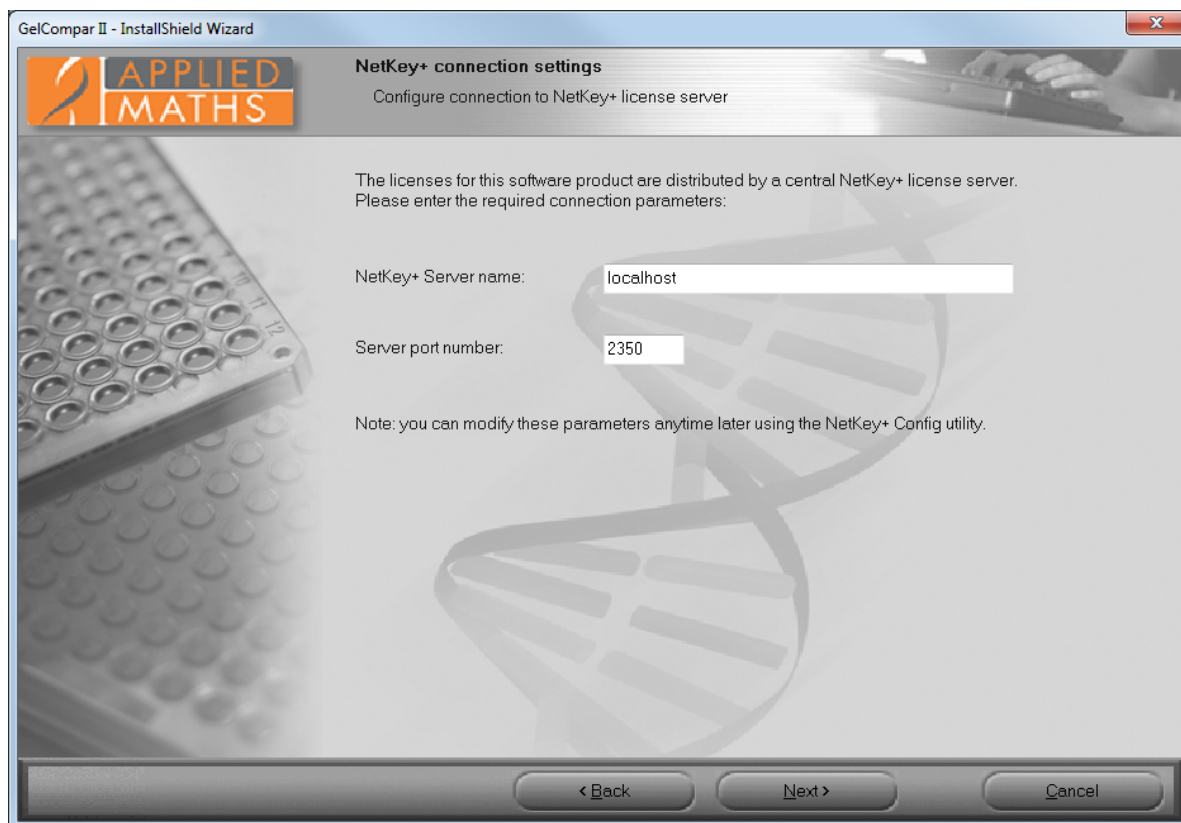 GelCompar II - InstallShield Wizard
APPLIED
MATHS
NetKey+ connection settings
Configure connection to NetKey+ license server
The licenses for this software product are distributed by a central NetKey+ license server.
Please enter the required connection parameters:
NetKey+ Server name: localhost
Server port number: 2350
Note: you can modify these parameters anytime later using the NetKey+ Config utility.
10
11
12
< Back Next > Cancel